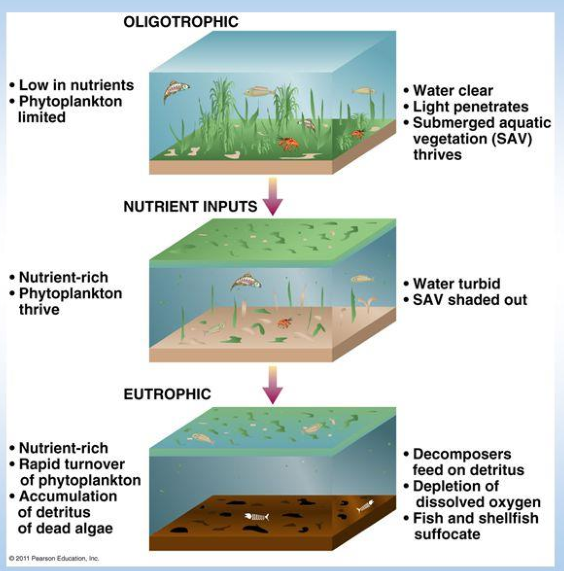 OLIGOTROPHIC
• Low in nutrients
• Phytoplankton
limited
• Water clear
• Light penetrates
• Submerged aquatic
vegetation (SAV)
thrives
NUTRIENT INPUTS
• Nutrient-rich
• Phytoplankton
thrive
• Water turbid
• SAV shaded out
EUTROPHIC
• Nutrient-rich
• Rapid turnover
of phytoplankton
• Accumulation
of detritus
of dead algae
• Decomposers
feed on detritus
• Depletion of
dissolved oxygen
• Fish and shellfish
suffocate
© 2011 Pearson Education, Inc.